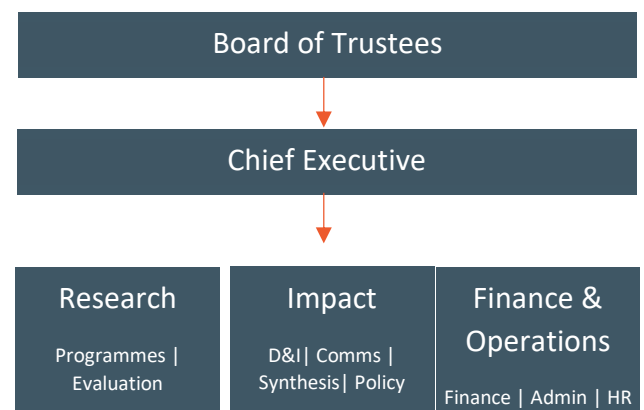 Board of Trustees
Chief Executive
Research
Programmes |
Evaluation
Impact
D&I| Comms |
Synthesis| Policy
Finance &
Operations
Finance | Admin | HR